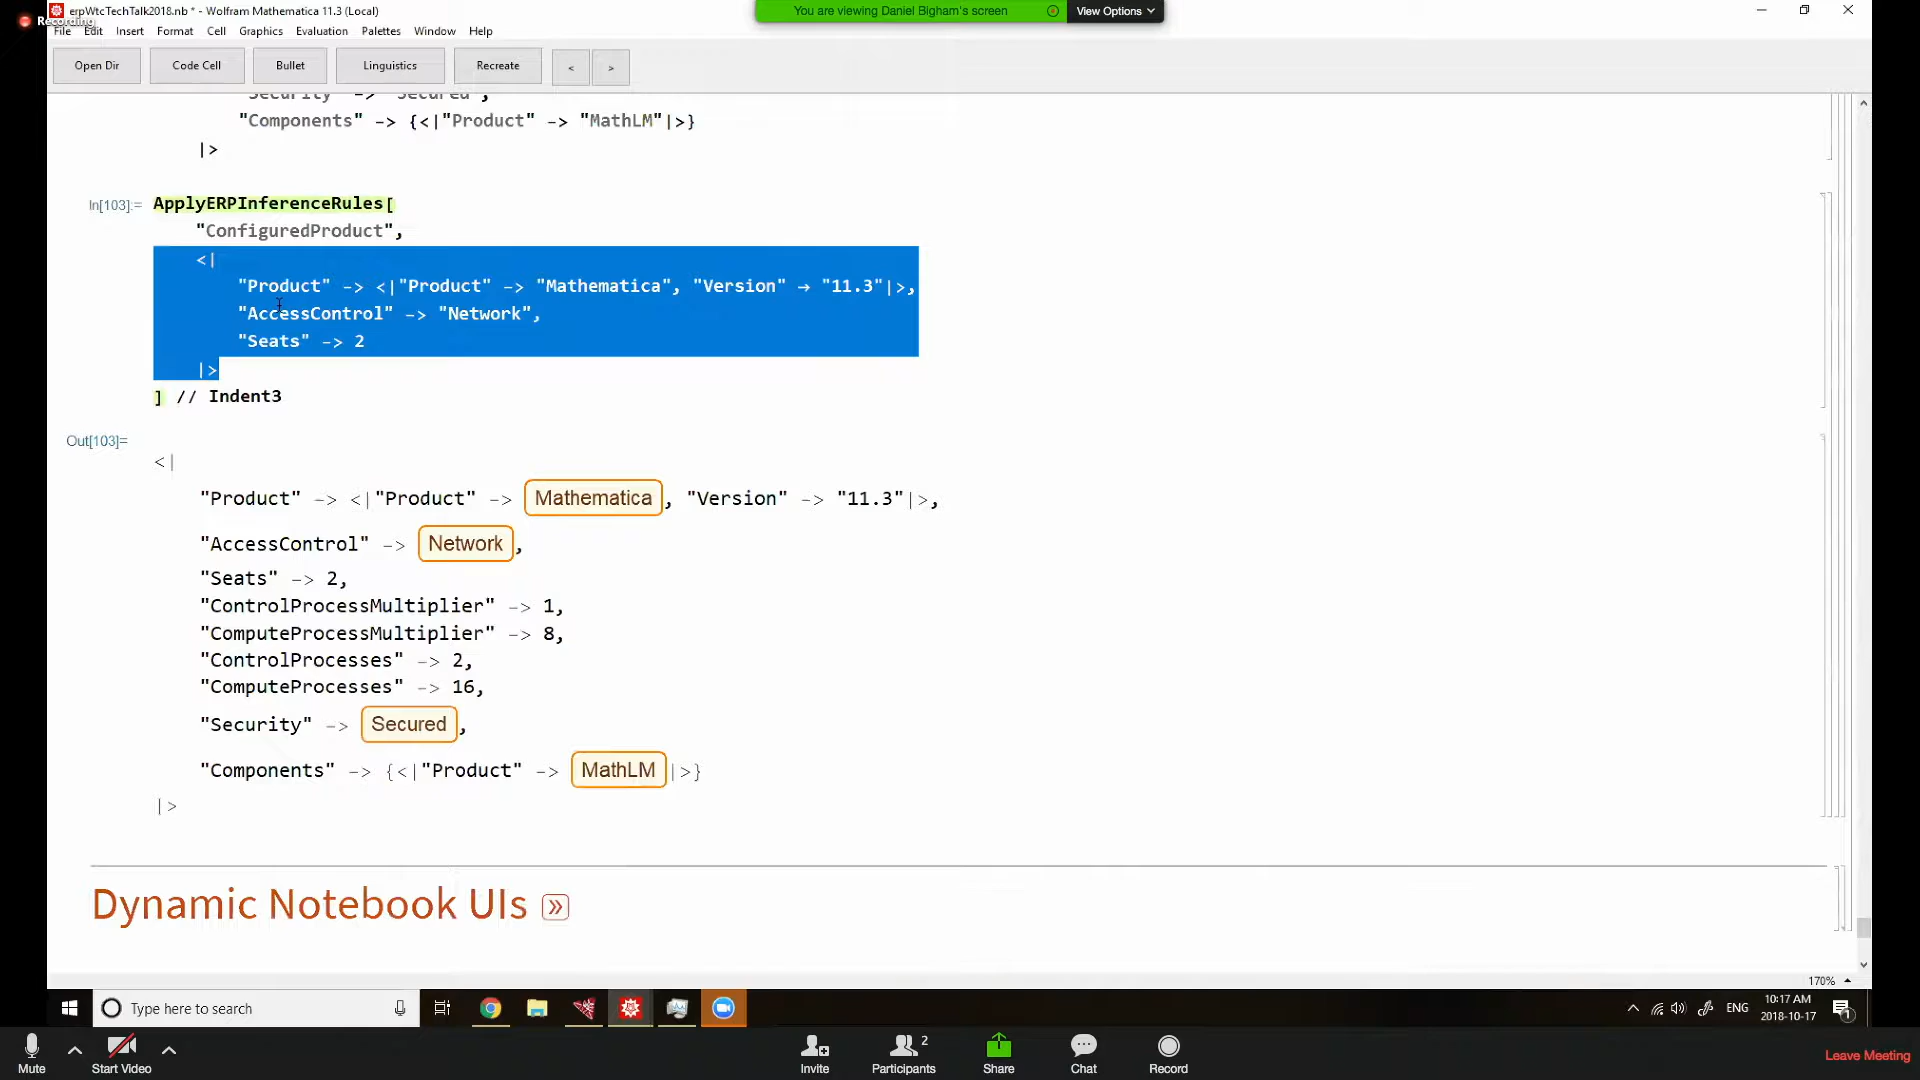 erpWtcTechTalk2018.nb * - Wolfram Mathematica 11.3 (Local)
Recording
You are viewing Daniel Bigham's screen
View Options
File Edit Insert Format Cell Graphics Evaluation Palettes Window Help
Open Dir Code Cell Bullet Linguistics Recreate < >
"Security" -> "Secured",
"Components" -> {<|"Product" -> "MathLM"|>}
|>
In[103]:= ApplyERPInferenceRules[
"ConfiguredProduct",
<|
"Product" -> <|"Product" -> "Mathematica", "Version" → "11.3"|>,
"AccessControl" -> "Network",
"Seats" -> 2
|>
] // Indent3
Out[103]=
<|
"Product" -> <|"Product" -> Mathematica, "Version" -> "11.3"|>,
"AccessControl" -> Network,
"Seats" -> 2,
"ControlProcessMultiplier" -> 1,
"ComputeProcessMultiplier" -> 8,
"ControlProcesses" -> 2,
"ComputeProcesses" -> 16,
"Security" -> Secured,
"Components" -> {<|"Product" -> MathLM|>}
|>
Dynamic Notebook UIs »
170%
Type here to search
ENG
10:17 AM
2018-10-17
1
Mute
Start Video
Invite
Participants 2
Share
Chat
Record
Leave Meeting